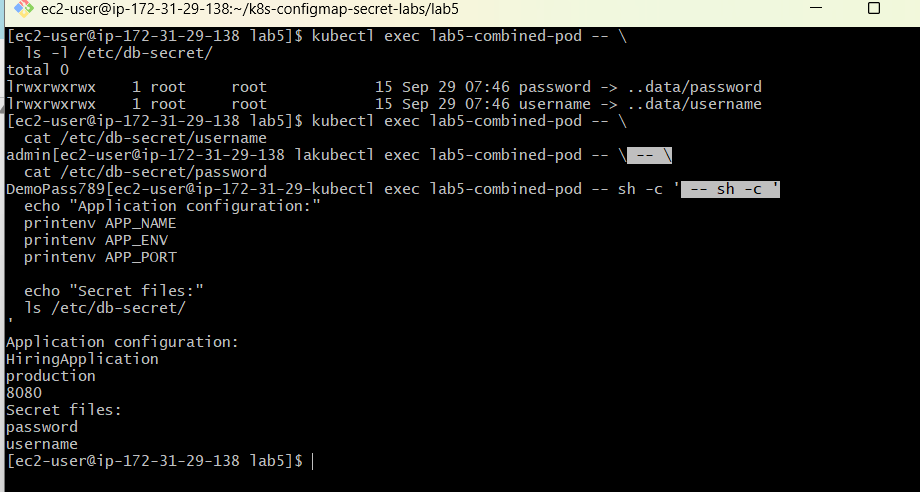 ec2-user@ip-172-31-29-138:~/k8s-configmap-secret-labs/lab5
[ec2-user@ip-172-31-29-138 lab5]$ kubectl exec lab5-combined-pod -- \
  ls -l /etc/db-secret/
total 0
lrwxrwxrwx    1 root     root            15 Sep 29 07:46 password -> ..data/password
lrwxrwxrwx    1 root     root            15 Sep 29 07:46 username -> ..data/username
[ec2-user@ip-172-31-29-138 lab5]$ kubectl exec lab5-combined-pod -- \
  cat /etc/db-secret/username
admin[ec2-user@ip-172-31-29-138 lakubectl exec lab5-combined-pod -- \ -- \
  cat /etc/db-secret/password
DemoPass789[ec2-user@ip-172-31-29-kubectl exec lab5-combined-pod -- sh -c ' -- sh -c '
  echo "Application configuration:"
  printenv APP_NAME
  printenv APP_ENV
  printenv APP_PORT
  echo "Secret files:"
  ls /etc/db-secret/
'
Application configuration:
HiringApplication
production
8080
Secret files:
password
username
[ec2-user@ip-172-31-29-138 lab5]$